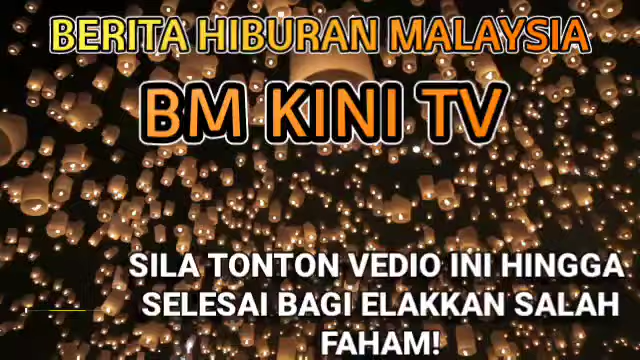 BERITA HIBURAN MALAYSIA
BM KINI TV
SILA TONTON VEDIO INI HINGGA
SELESAI BAGI ELAKKAN SALAH
FAHAM!